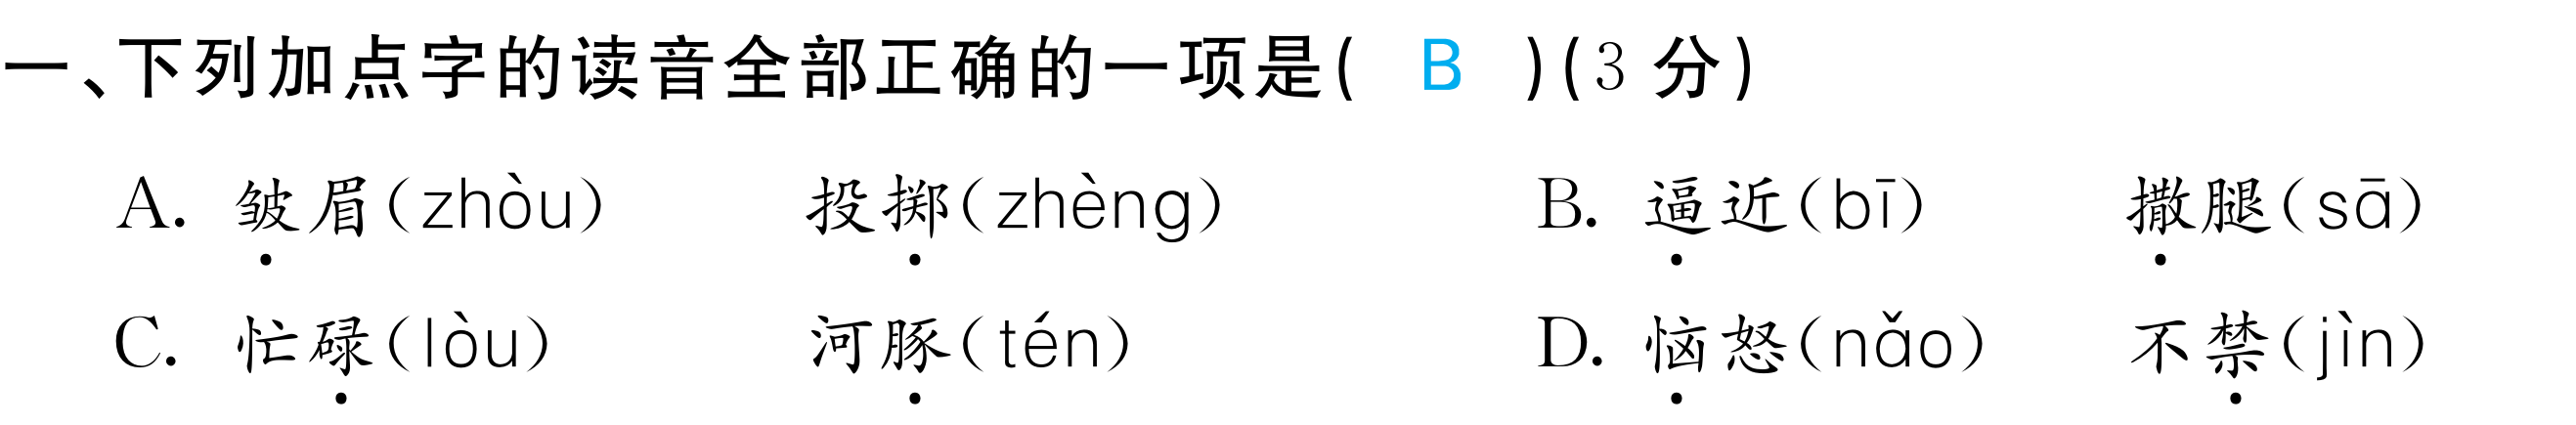 一、下列加点字的读音全部正确的一项是( B )(3 分)
A. 皱眉(zhòu) 投掷(zhèng) B. 逼近(bī) 撒腿(sā)
C. 忙碌(lòu) 河豚(tén) D. 恼怒(nǎo) 不禁(jìn)